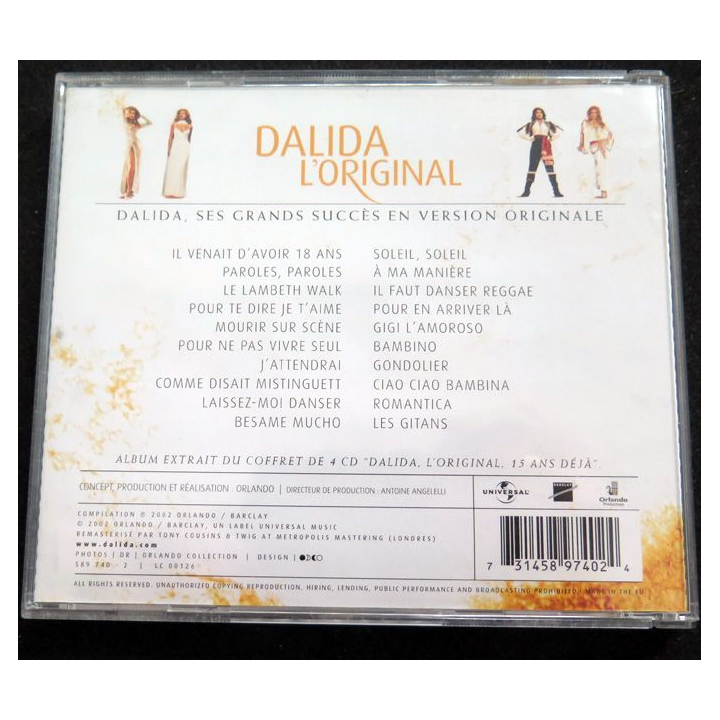 DALIDA
L'ORIGINAL
DALIDA, SES GRANDS SUCCÈS EN VERSION ORIGINALE
IL VENAIT D'AVOIR 18 ANS
PAROLES, PAROLES
LE LAMBETH WALK
POUR TE DIRE JE T'AIME
MOURIR SUR SCÈNE
POUR NE PAS VIVRE SEUL
J'ATTENDRAI
COMME DISAIT MISTINGUETT
LAISSEZ-MOI DANSER
BESAME MUCHO
SOLEIL, SOLEIL
À MA MANIÈRE
IL FAUT DANSER REGGAE
POUR EN ARRIVER LÀ
GIGI L'AMOROSO
BAMBINO
GONDOLIER
CIAO CIAO BAMBINA
ROMANTICA
LES GITANS
ALBUM EXTRAIT DU COFFRET DE 4 CD "DALIDA, L'ORIGINAL, 15 ANS DÉJÀ".
CONCEPT, PRODUCTION ET RÉALISATION : ORLANDO | DIRECTEUR DE PRODUCTION : ANTOINE ANGELELLI
UNIVERSAL
BARCLAY
Orlando
Productions
COMPILATION ℗ 2002 ORLANDO / BARCLAY
© 2002 ORLANDO / BARCLAY, UN LABEL UNIVERSAL MUSIC
REMASTERISÉ PAR TONY COUSINS & TWIG AT METROPOLIS MASTERING (LONDRES)
www.dalida.com
PHOTOS | DR | ORLANDO COLLECTION | DESIGN |
589 740 - 2 | LC 00126
7 31458 97402 4
ALL RIGHTS RESERVED. UNAUTHORIZED COPYING REPRODUCTION, HIRING, LENDING, PUBLIC PERFORMANCE AND BROADCASTING PROHIBITED. MADE IN THE EU.